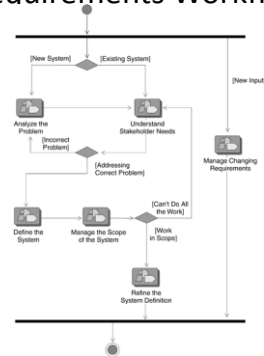 [New System]
[Existing System]
[New Input]
Analyze the
Problem
Understand
Stakeholder Needs
[Incorrect
Problem]
[Addressing
Correct Problem]
Manage Changing
Requirements
[Can't Do All
the Work]
Define the
System
Manage the Scope
of the System
[Work
in Scope]
Refine the
System Definition